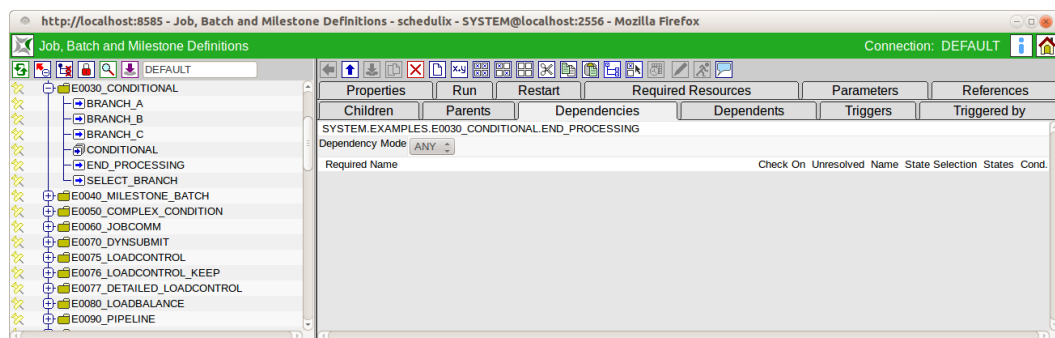 http://localhost:8585 - Job, Batch and Milestone Definitions - schedulix - SYSTEM@localhost:2556 - Mozilla Firefox
Job, Batch and Milestone Definitions
Connection: DEFAULT
DEFAULT
E0030_CONDITIONAL
BRANCH_A
BRANCH_B
BRANCH_C
CONDITIONAL
END_PROCESSING
SELECT_BRANCH
E0040_MILESTONE_BATCH
E0050_COMPLEX_CONDITION
E0060_JOBCOMM
E0070_DYNSUBMIT
E0075_LOADCONTROL
E0076_LOADCONTROL_KEEP
E0077_DETAILED_LOADCONTROL
E0080_LOADBALANCE
E0090_PIPELINE
x,y
Properties Run Restart Required Resources Parameters References
Children Parents Dependencies Dependents Triggers Triggered by
SYSTEM.EXAMPLES.E0030_CONDITIONAL.END_PROCESSING
Dependency Mode ANY
Required Name Check On Unresolved Name State Selection States Cond.